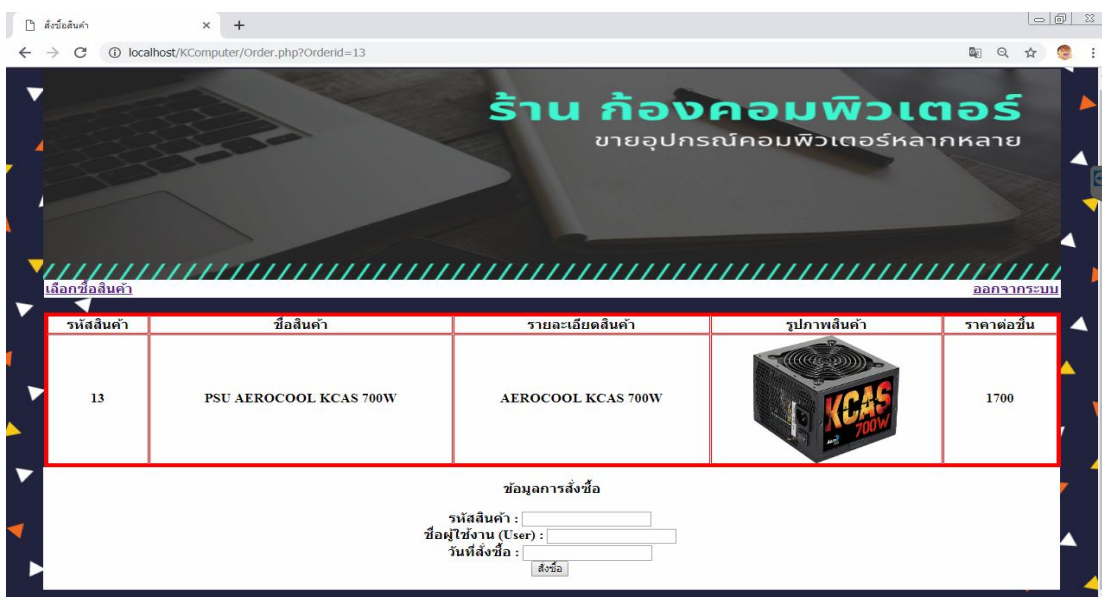 สั่งซื้อสินค้า
localhost/KComputer/Order.php?Orderid=13
ร้าน ก้องคอมพิวเตอร์
ขายอุปกรณ์คอมพิวเตอร์หลากหลาย
เลือกซื้อสินค้า ออกจากระบบ
รหัสสินค้า ชื่อสินค้า รายละเอียดสินค้า รูปภาพสินค้า ราคาต่อชิ้น
13 PSU AEROCOOL KCAS 700W AEROCOOL KCAS 700W KCAS 700W 1700
ข้อมูลการสั่งซื้อ
รหัสสินค้า :
ชื่อผู้ใช้งาน (User) :
วันที่สั่งซื้อ :
สั่งซื้อ